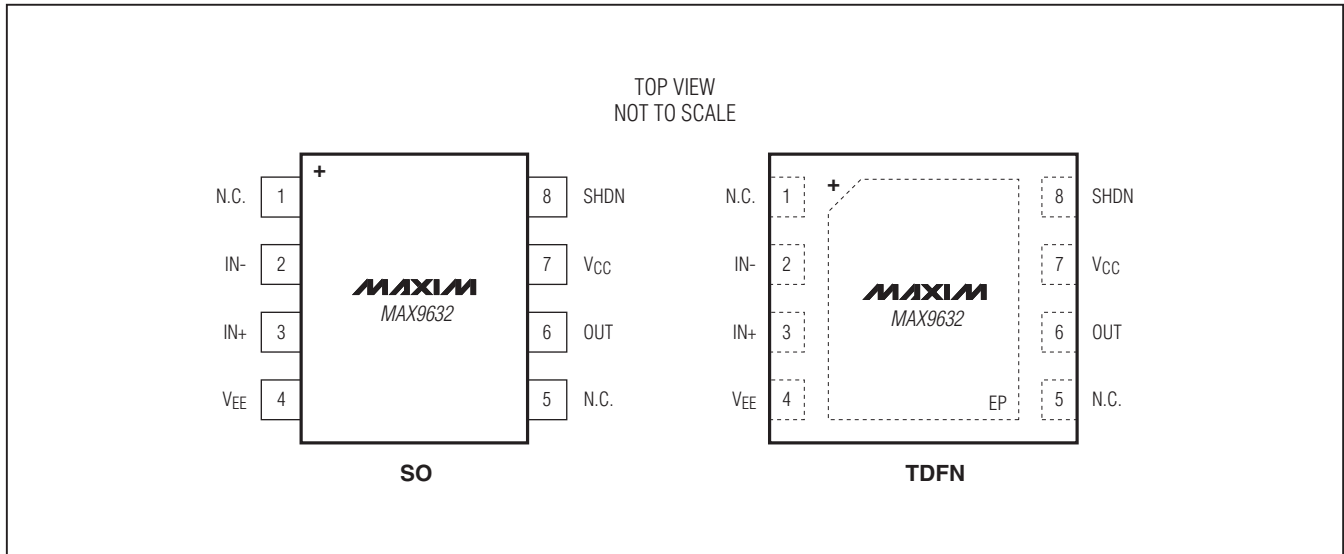 TOP VIEW
NOT TO SCALE
+
N.C. 1
8 SHDN
IN- 2
7 VCC
MAXIM
MAX9632
IN+ 3
6 OUT
VEE 4
5 N.C.
SO
+
N.C. 1
8 SHDN
IN- 2
7 VCC
MAXIM
MAX9632
IN+ 3
6 OUT
VEE 4
EP
5 N.C.
TDFN